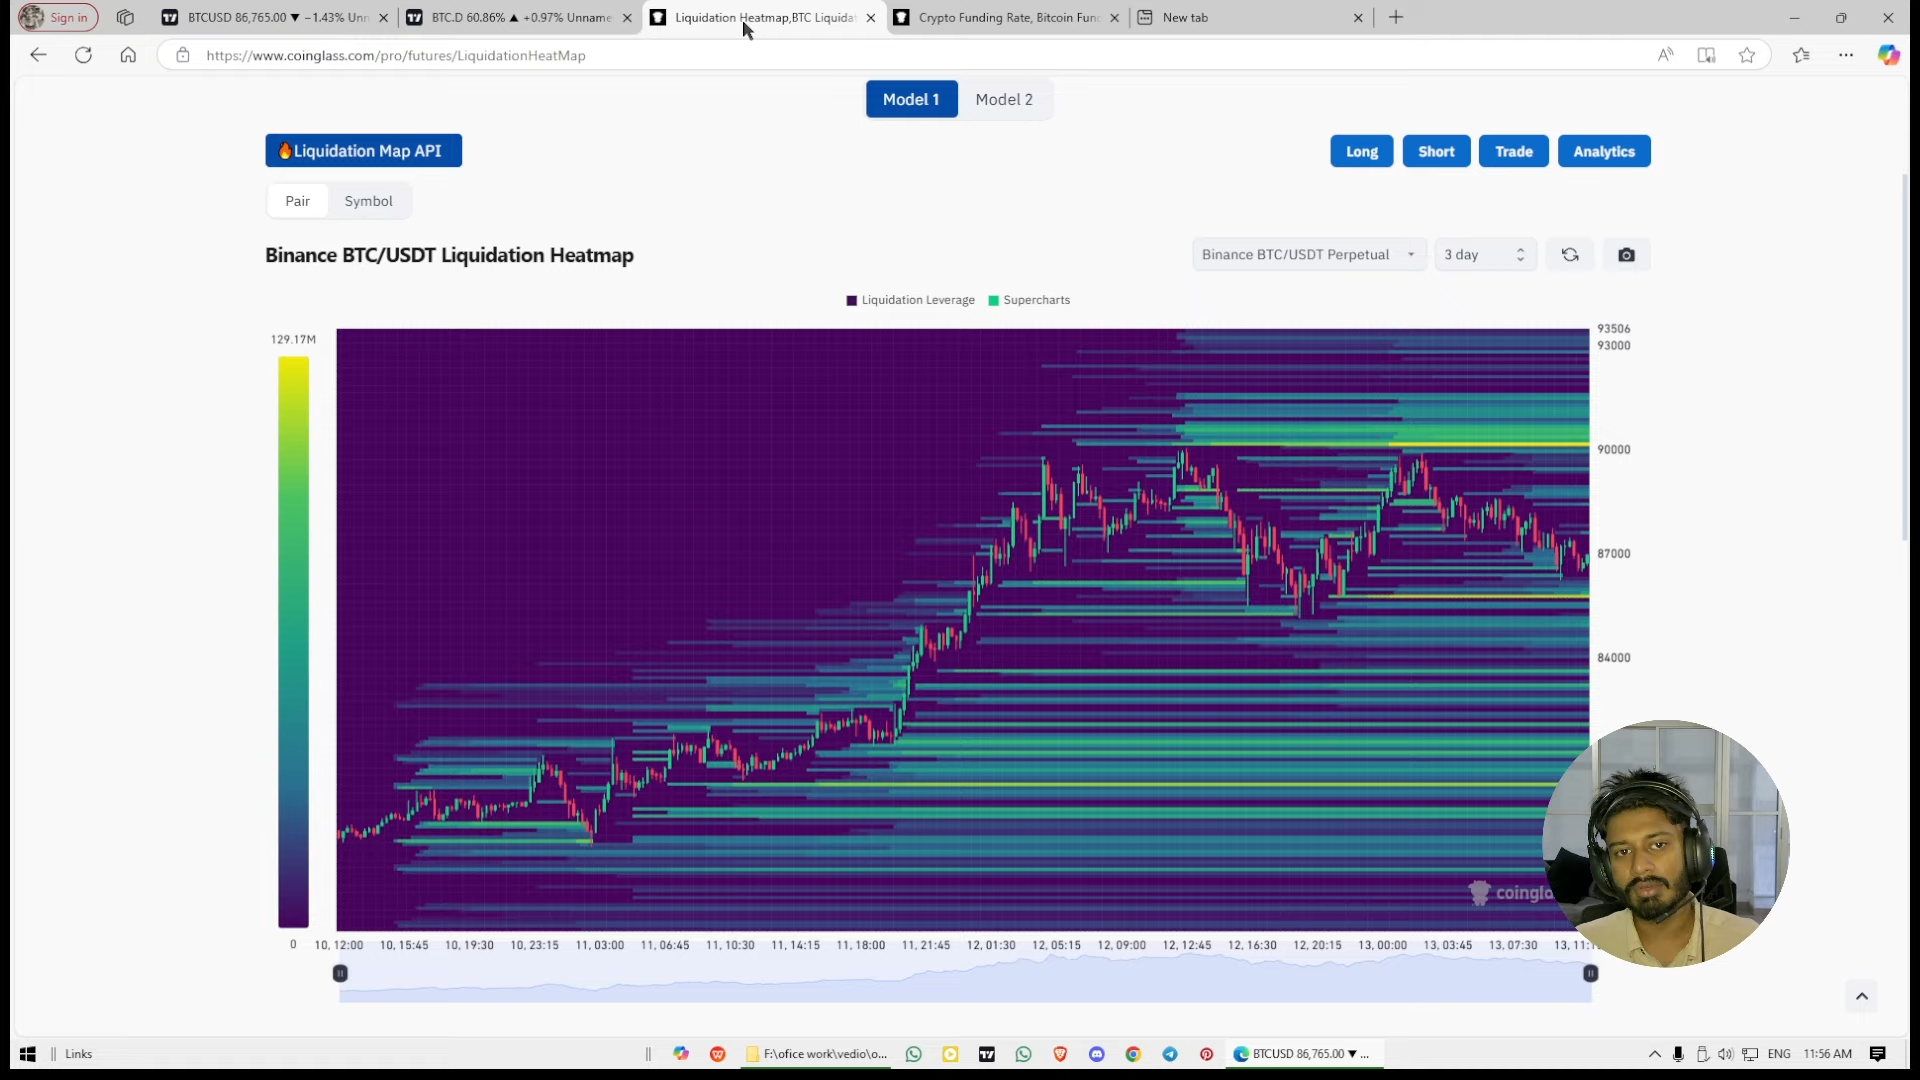 Sign in
BTCUSD 86,765.00 ▼ −1.43% Unn
BTC.D 60.86% ▲ +0.97% Unname
Liquidation Heatmap,BTC Liquidat
Crypto Funding Rate, Bitcoin Fun
New tab
https://www.coinglass.com/pro/futures/LiquidationHeatMap
Model 1
Model 2
Liquidation Map API
Long
Short
Trade
Analytics
Pair
Symbol
Binance BTC/USDT Liquidation Heatmap
Binance BTC/USDT Perpetual
3 day
Liquidation Leverage
Supercharts
129.17M
93506
93000
90000
87000
84000
coingla
0
10, 12:00
10, 15:45
10, 19:30
10, 23:15
11, 03:00
11, 06:45
11, 10:30
11, 14:15
11, 18:00
11, 21:45
12, 01:30
12, 05:15
12, 09:00
12, 12:45
12, 16:30
12, 20:15
13, 00:00
13, 03:45
13, 07:30
13, 11:1
Links
F:\ofice work\vedio\o...
BTCUSD 86,765.00 ▼ ...
ENG
11:56 AM